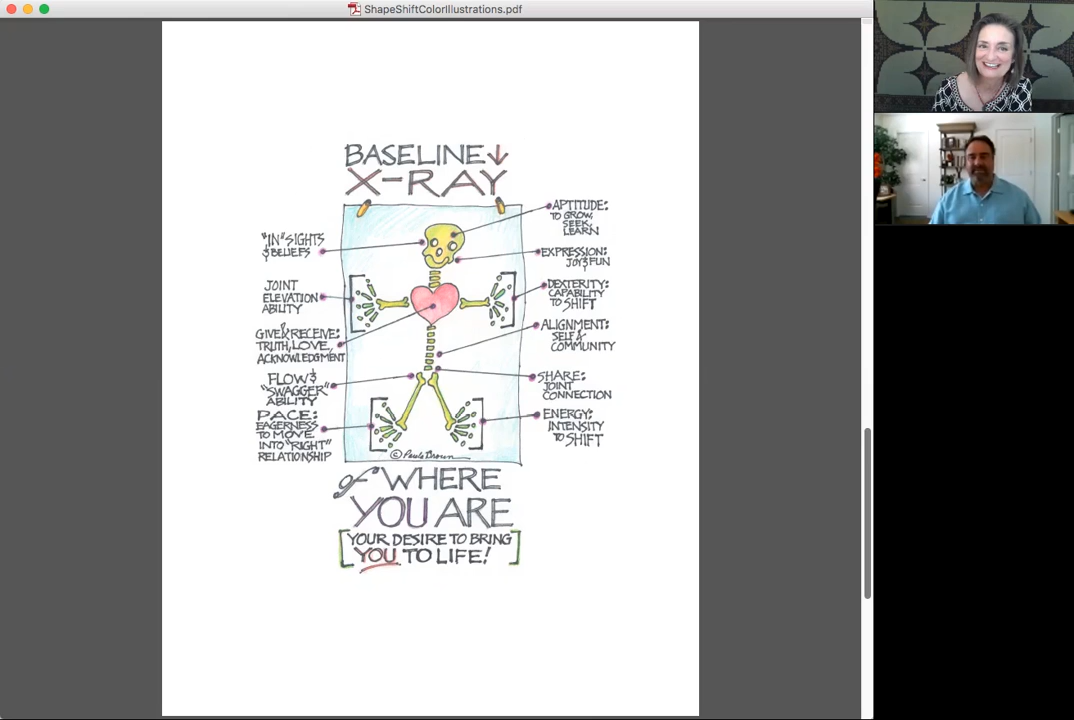 ShapeShiftColorIllustrations.pdf
BASELINE
X-RAY
"IN" SIGHTS
& BELIEFS
JOINT
ELEVATION
ABILITY
GIVE & RECEIVE:
TRUTH, LOVE,
ACKNOWLEDGMENT
FLOW &
"SWAGGER"
ABILITY
PACE:
EAGERNESS
TO MOVE
INTO "RIGHT"
RELATIONSHIP
APTITUDE:
TO GROW,
SEEK,
LEARN
EXPRESSION:
JOY & FUN
DEXTERITY:
CAPABILITY
TO SHIFT
ALIGNMENT:
SELF &
COMMUNITY
SHARE:
JOINT
CONNECTION
ENERGY:
INTENSITY
TO SHIFT
© Paula Brown
of WHERE
YOU ARE
[YOUR DESIRE TO BRING
YOU TO LIFE!]